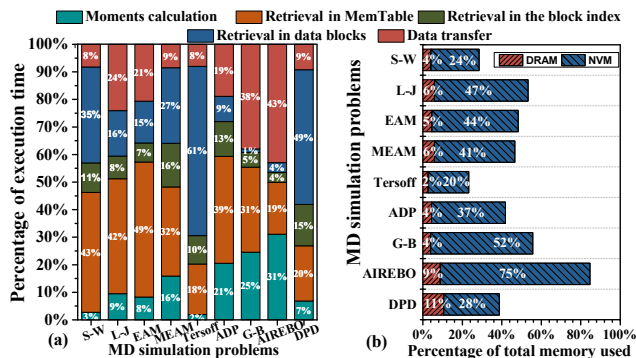 Moments calculation
Retrieval in MemTable
Retrieval in the block index
Retrieval in data blocks
Data transfer
Percentage of execution time
100%
90%
80%
70%
60%
50%
40%
30%
20%
10%
0%
8% 24% 21% 9% 8% 19% 38% 43% 9%
35% 16% 15% 27% 61% 9% 1% 4% 49%
11% 8% 7% 16% 10% 13% 5% 4% 15%
43% 42% 49% 32% 18% 39% 31% 19% 20%
3% 9% 8% 16% 21% 25% 31% 7%
S-W L-J EAM MEAM Tersoff ADP G-B AIREBO DPD
(a) MD simulation problems
MD simulation problems
DRAM NVM
S-W 4% 24%
L-J 6% 47%
EAM 5% 44%
MEAM 6% 41%
Tersoff 2% 20%
ADP 4% 37%
G-B 4% 52%
AIREBO 9% 75%
DPD 11% 28%
0% 20% 40% 60% 80% 100%
(b) Percentage of total memory used